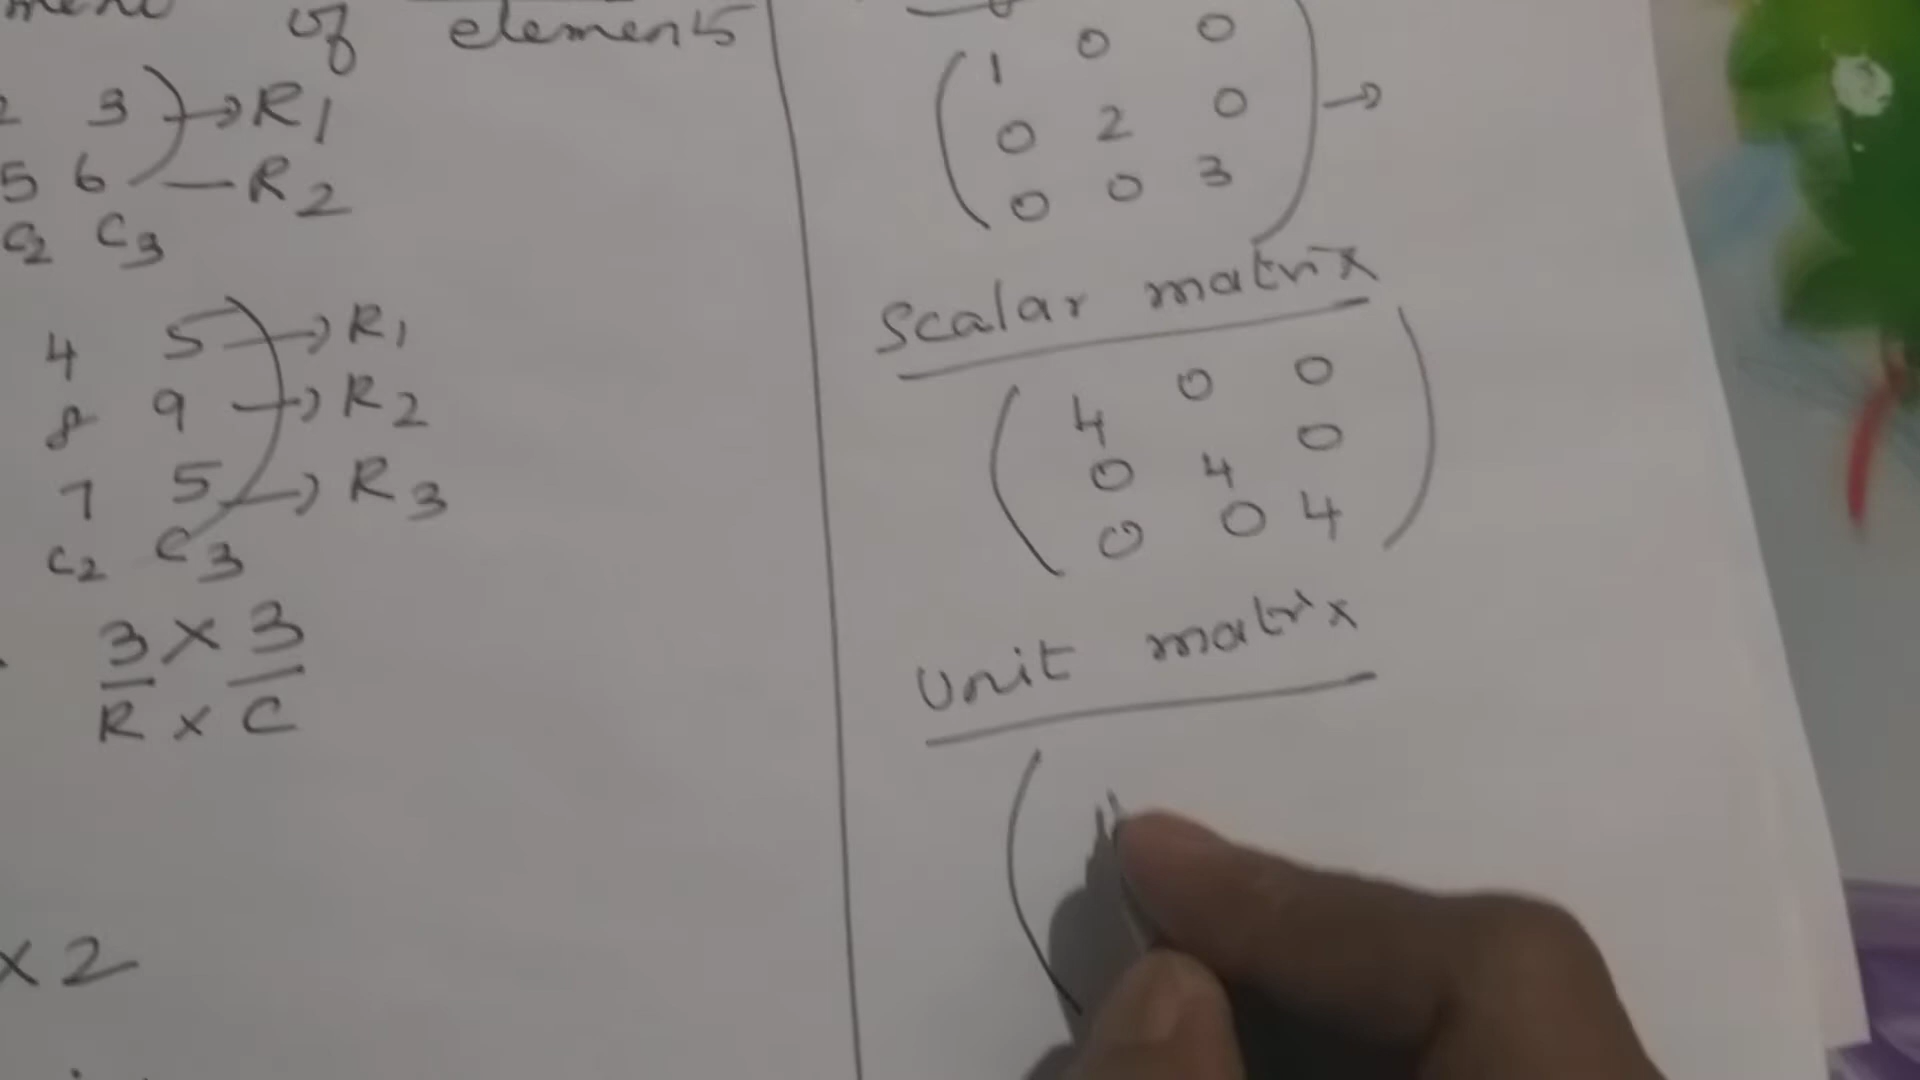 of elements
2 3 → R1
5 6 — R2
C2 C3
4 5 → R1
8 9 → R2
7 5 → R3
C2 C3
3 × 3
R × C
× 2
1 0 0 →
0 2 0
0 0 3
Scalar matrix
4 0 0
0 4 0
0 0 4
Unit matrix
( 1